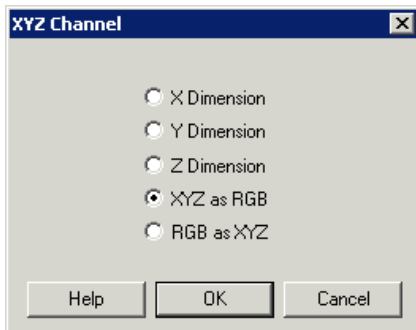 XYZ Channel
X Dimension
Y Dimension
Z Dimension
XYZ as RGB
RGB as XYZ
Help OK Cancel